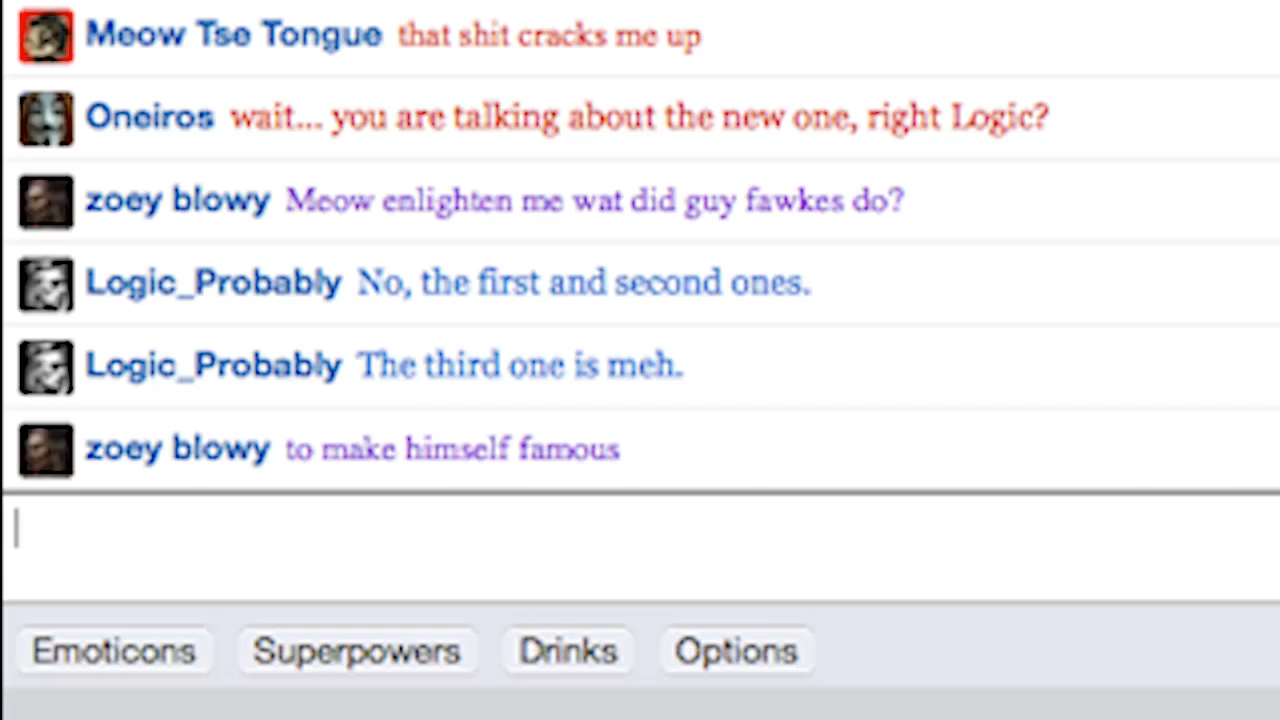 Meow Tse Tongue that shit cracks me up
Oneiros wait... you are talking about the new one, right Logic?
zoey blowy Meow enlighten me wat did guy fawkes do?
Logic_Probably No, the first and second ones.
Logic_Probably The third one is meh.
zoey blowy to make himself famous
Emoticons Superpowers Drinks Options